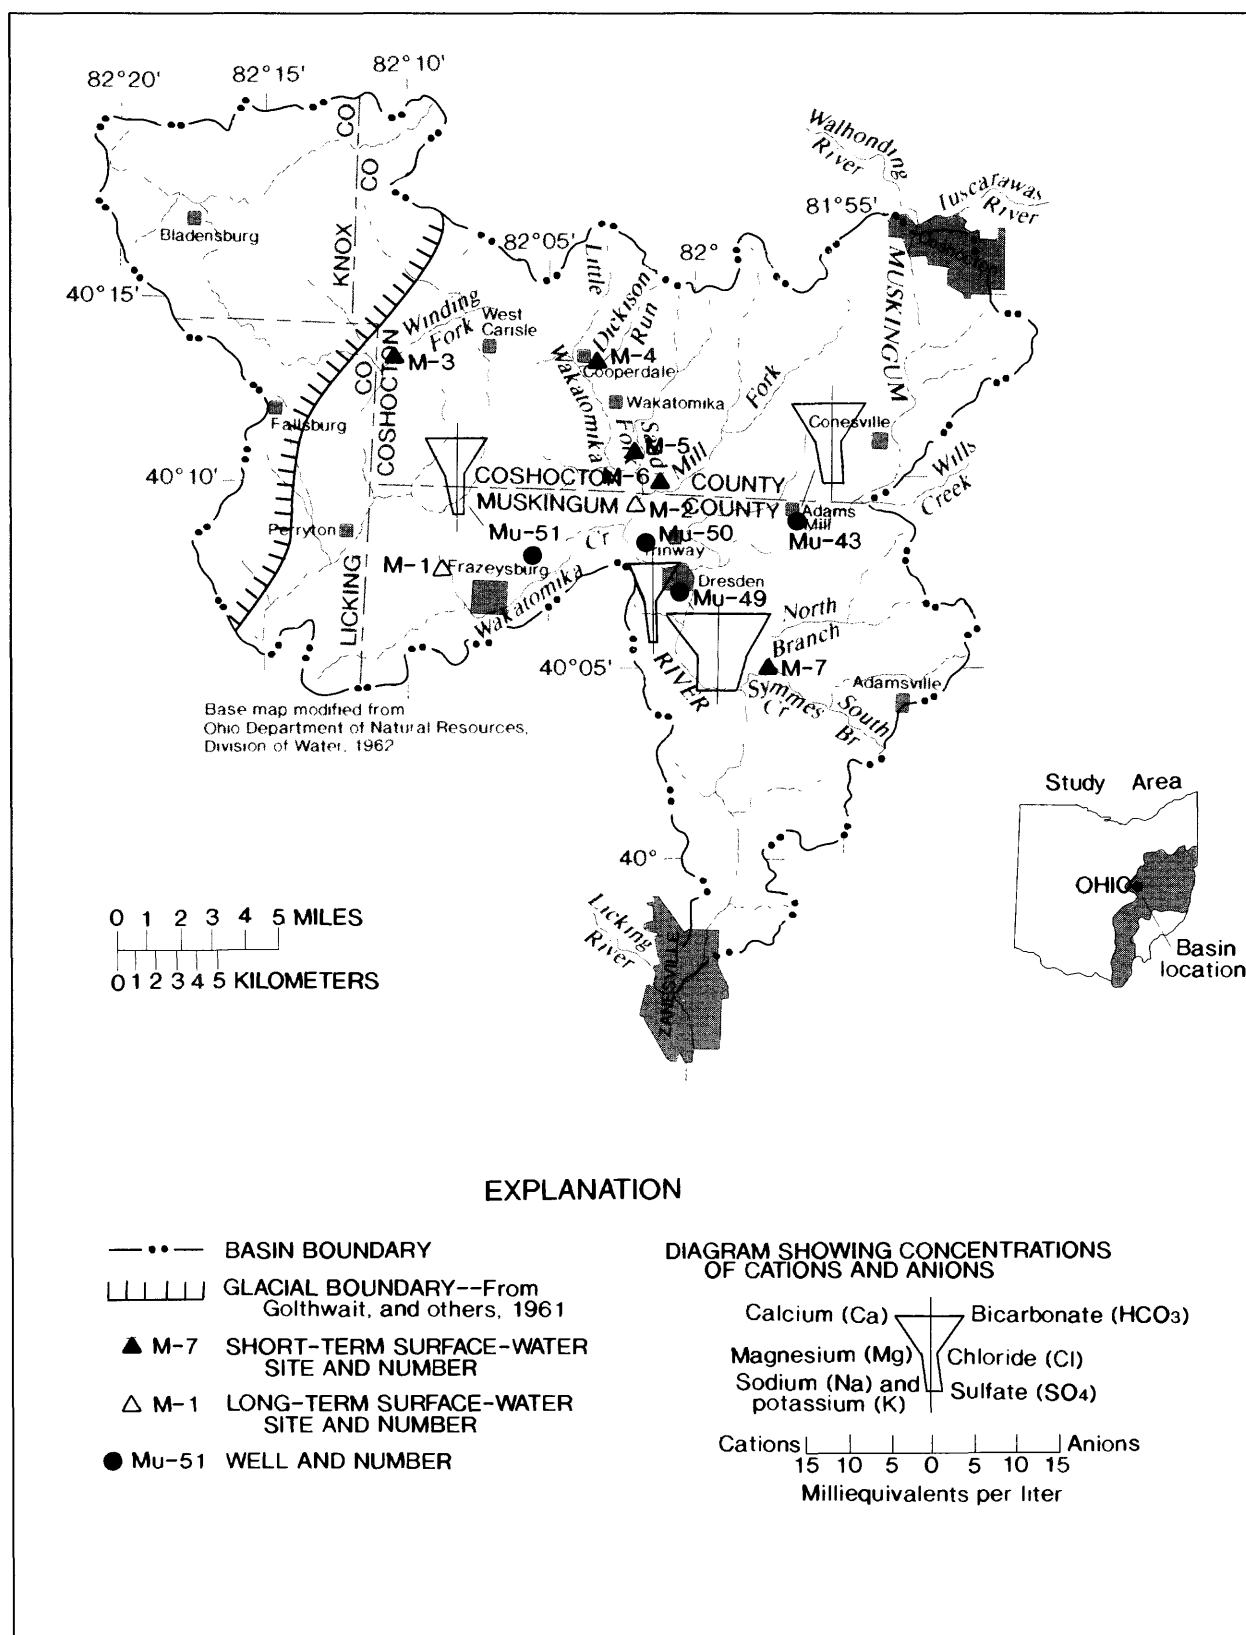 82°20'
82°15'
82°10'
Walhonding
River
Tuscarawas
River
81°55'
82°05'
82°
KNOX CO
CO
Bladensburg
40°15'
Little
Dickison
Run
MUSKINGUM
Winding
Fork
West
Carisle
M-3
M-4
Cooperdale
Wakatomika
Wakatomika
Fork
COSHOCTON
CO
Fallsburg
Conesville
Sand
Fork
M-5
Mill
M-6
Wills
Creek
40°10'
COSHOCTON COUNTY
MUSKINGUM COUNTY
M-2
Adams
Mill
Mu-43
Perryton
Mu-51
Cr
Mu-50
Trinway
M-1
Frazeysburg
Wakatomika
Dresden
Mu-49
LICKING
North
Branch
40°05'
RIVER
M-7
Symmes
Cr
South
Br
Adamsville
Base map modified from
Ohio Department of Natural Resources,
Division of Water, 1962
Study Area
OHIO
Basin
location
40°
Licking
River
ZANESVILLE
0 1 2 3 4 5 MILES
0 1 2 3 4 5 KILOMETERS
EXPLANATION
BASIN BOUNDARY
GLACIAL BOUNDARY--From
Golthwait, and others, 1961
M-7 SHORT-TERM SURFACE-WATER
SITE AND NUMBER
M-1 LONG-TERM SURFACE-WATER
SITE AND NUMBER
Mu-51 WELL AND NUMBER
DIAGRAM SHOWING CONCENTRATIONS
OF CATIONS AND ANIONS
Calcium (Ca) Bicarbonate (HCO3)
Magnesium (Mg) Chloride (Cl)
Sodium (Na) and
potassium (K)
Sulfate (SO4)
Cations Anions
15 10 5 0 5 10 15
Milliequivalents per liter